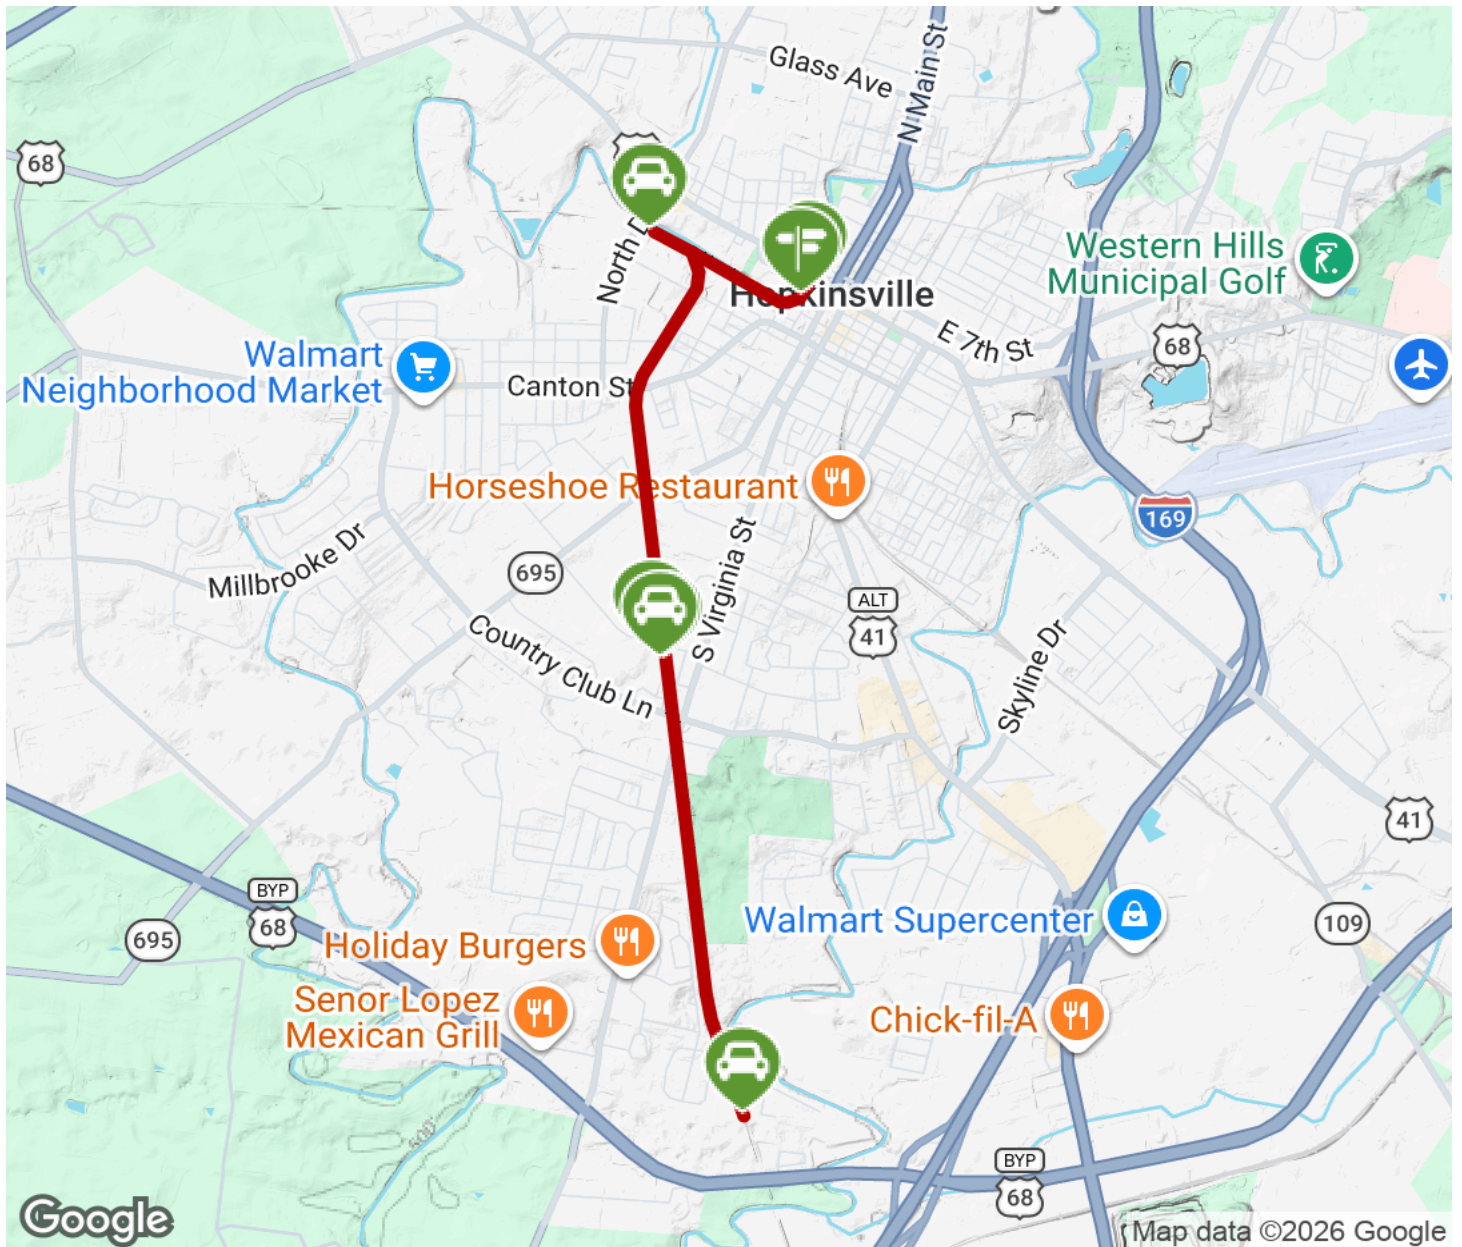 Glass Ave
N Main St
68
North D
Western Hills
Municipal Golf
Hopkinsville
E 7th St
68
Walmart
Neighborhood Market
Canton St
Horseshoe Restaurant
169
Millbrooke Dr
695
S Virginia St
ALT
41
Country Club Ln
Skyline Dr
41
BYP
68
695
Holiday Burgers
Walmart Supercenter
109
Senor Lopez
Mexican Grill
Chick-fil-A
BYP
68
Google
Map data ©2026 Google